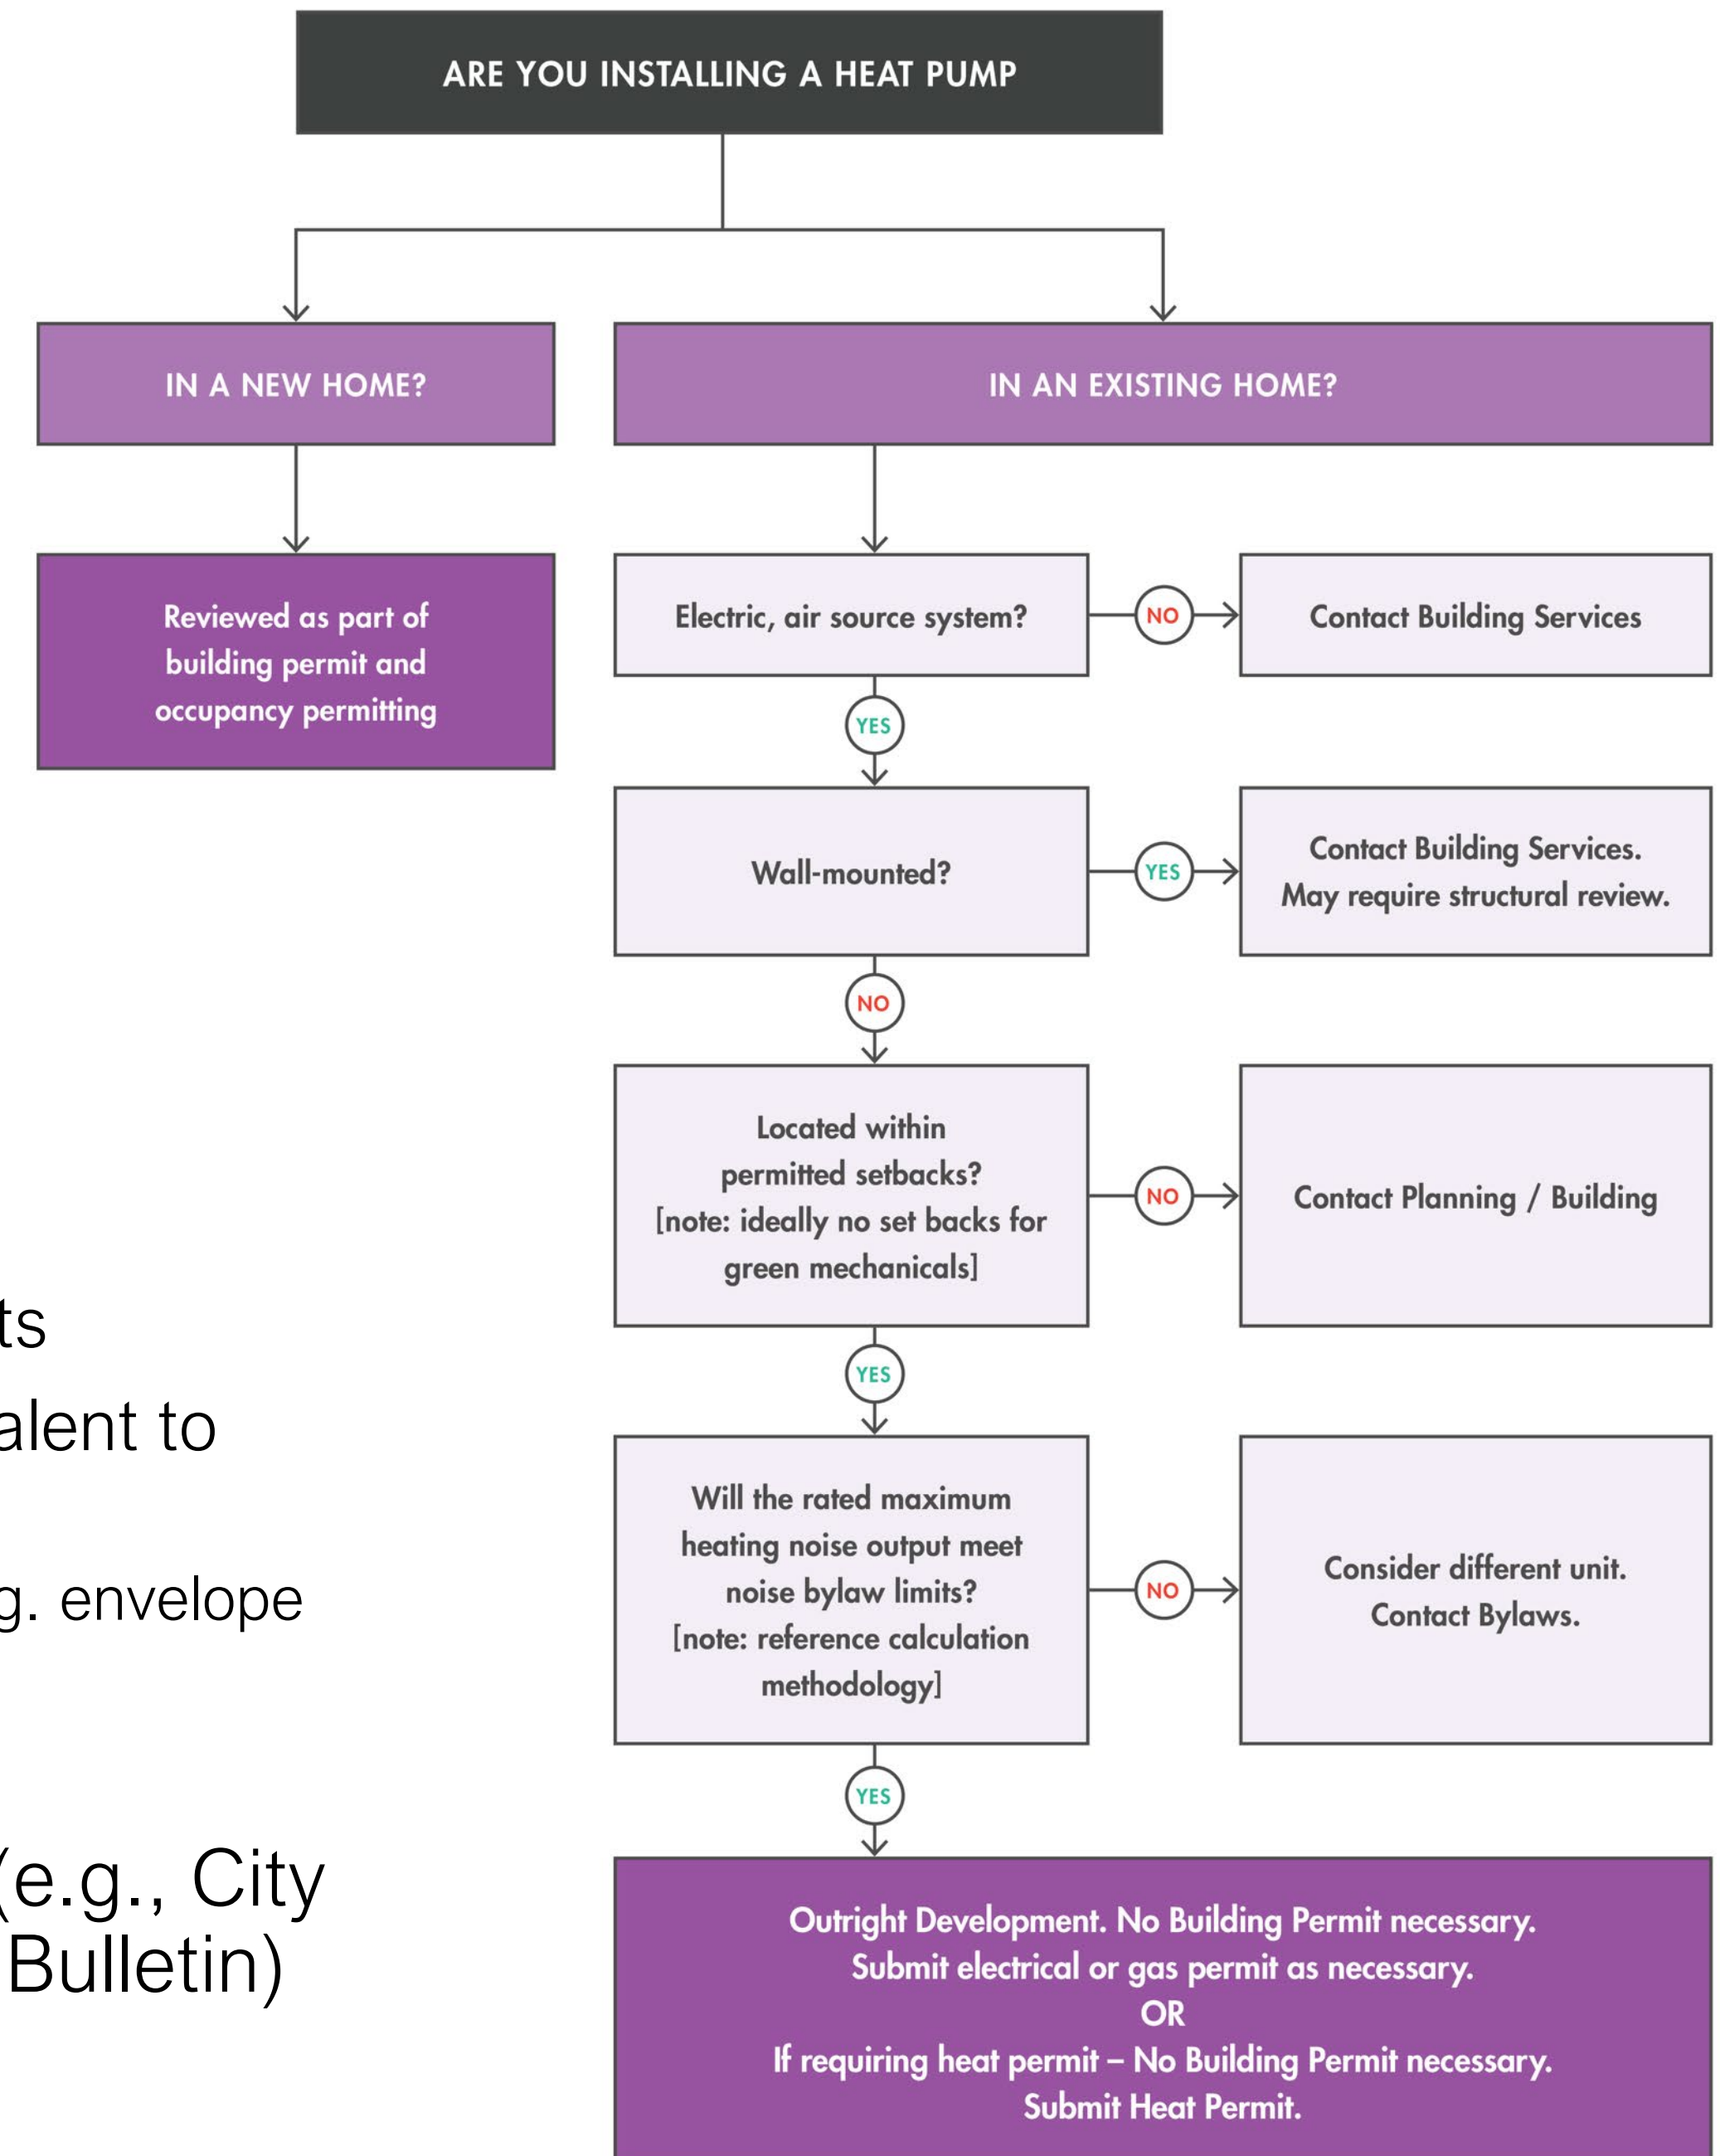 ARE YOU INSTALLING A HEAT PUMP
IN A NEW HOME?
IN AN EXISTING HOME?
Reviewed as part of
building permit and
occupancy permitting
Electric, air source system?
NO
Contact Building Services
YES
Wall-mounted?
YES
Contact Building Services.
May require structural review.
NO
Located within
permitted setbacks?
[note: ideally no set backs for
green mechanicals]
NO
Contact Planning / Building
YES
Will the rated maximum
heating noise output meet
noise bylaw limits?
[note: reference calculation
methodology]
NO
Consider different unit.
Contact Bylaws.
YES
Outright Development. No Building Permit necessary.
Submit electrical or gas permit as necessary.
OR
If requiring heat permit – No Building Permit necessary.
Submit Heat Permit.
ts
alent to
g. envelope
(e.g., City
Bulletin)